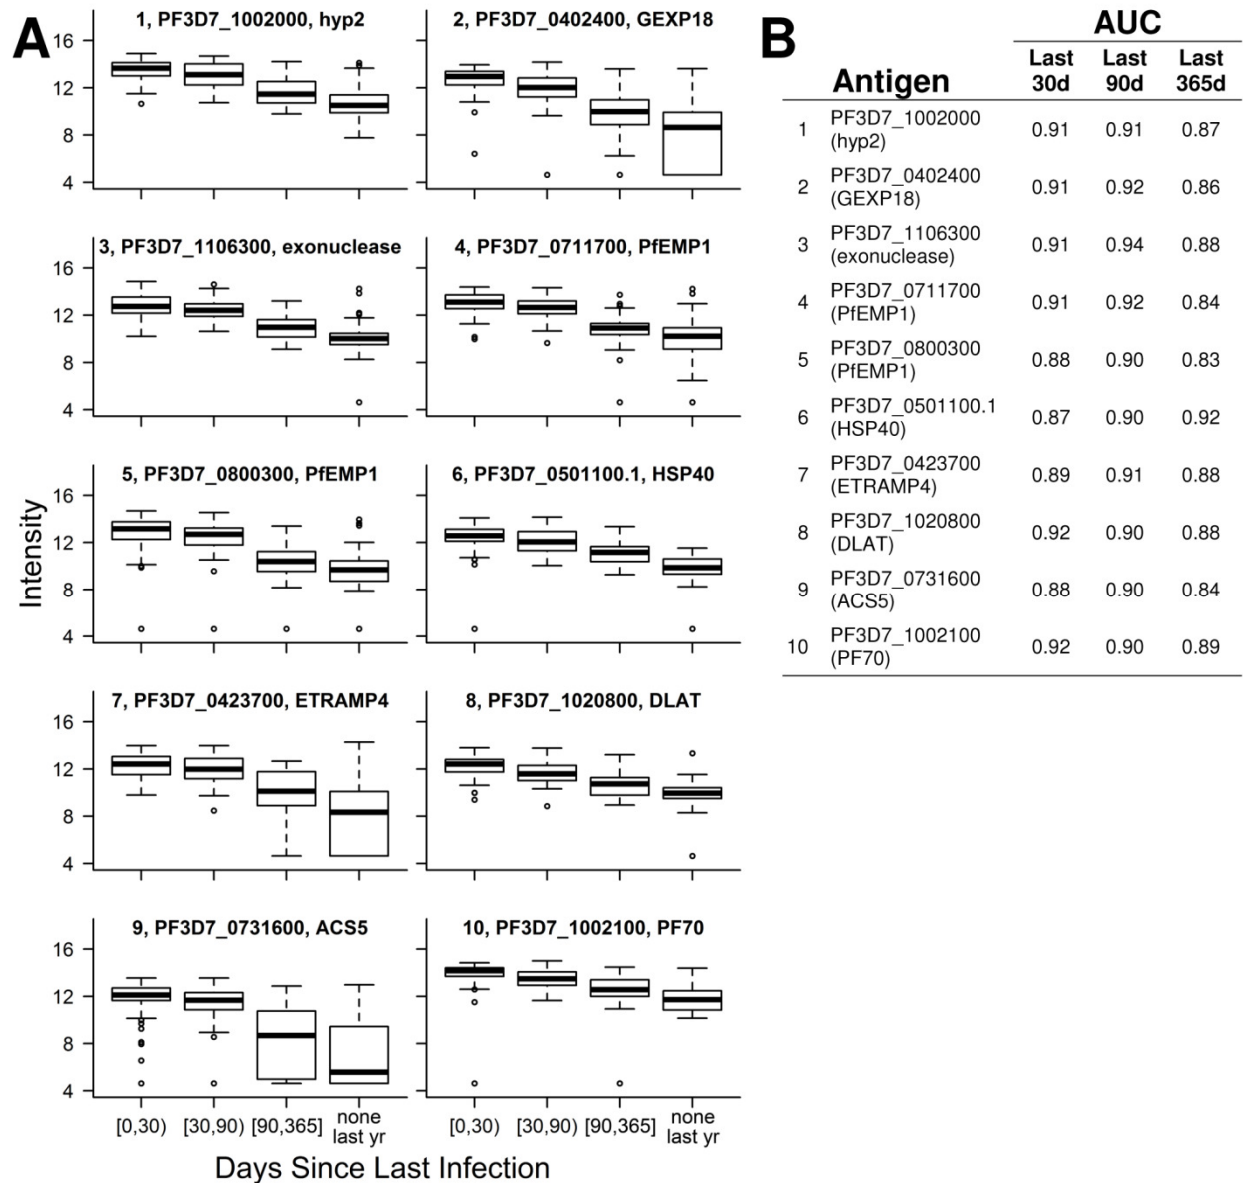 A
1, PF3D7_1002000, hyp2
16
12
8
4
2, PF3D7_0402400, GEXP18
3, PF3D7_1106300, exonuclease
16
12
8
4
4, PF3D7_0711700, PfEMP1
5, PF3D7_0800300, PfEMP1
16
12
8
4
6, PF3D7_0501100.1, HSP40
Intensity
7, PF3D7_0423700, ETRAMP4
16
12
8
4
8, PF3D7_1020800, DLAT
9, PF3D7_0731600, ACS5
16
12
8
4
10, PF3D7_1002100, PF70
[0,30) [30,90) [90,365] none last yr
[0,30) [30,90) [90,365] none last yr
Days Since Last Infection
B
AUC
Antigen Last 30d Last 90d Last 365d
1 PF3D7_1002000 (hyp2) 0.91 0.91 0.87
2 PF3D7_0402400 (GEXP18) 0.91 0.92 0.86
3 PF3D7_1106300 (exonuclease) 0.91 0.94 0.88
4 PF3D7_0711700 (PfEMP1) 0.91 0.92 0.84
5 PF3D7_0800300 (PfEMP1) 0.88 0.90 0.83
6 PF3D7_0501100.1 (HSP40) 0.87 0.90 0.92
7 PF3D7_0423700 (ETRAMP4) 0.89 0.91 0.88
8 PF3D7_1020800 (DLAT) 0.92 0.90 0.88
9 PF3D7_0731600 (ACS5) 0.88 0.90 0.84
10 PF3D7_1002100 (PF70) 0.92 0.90 0.89